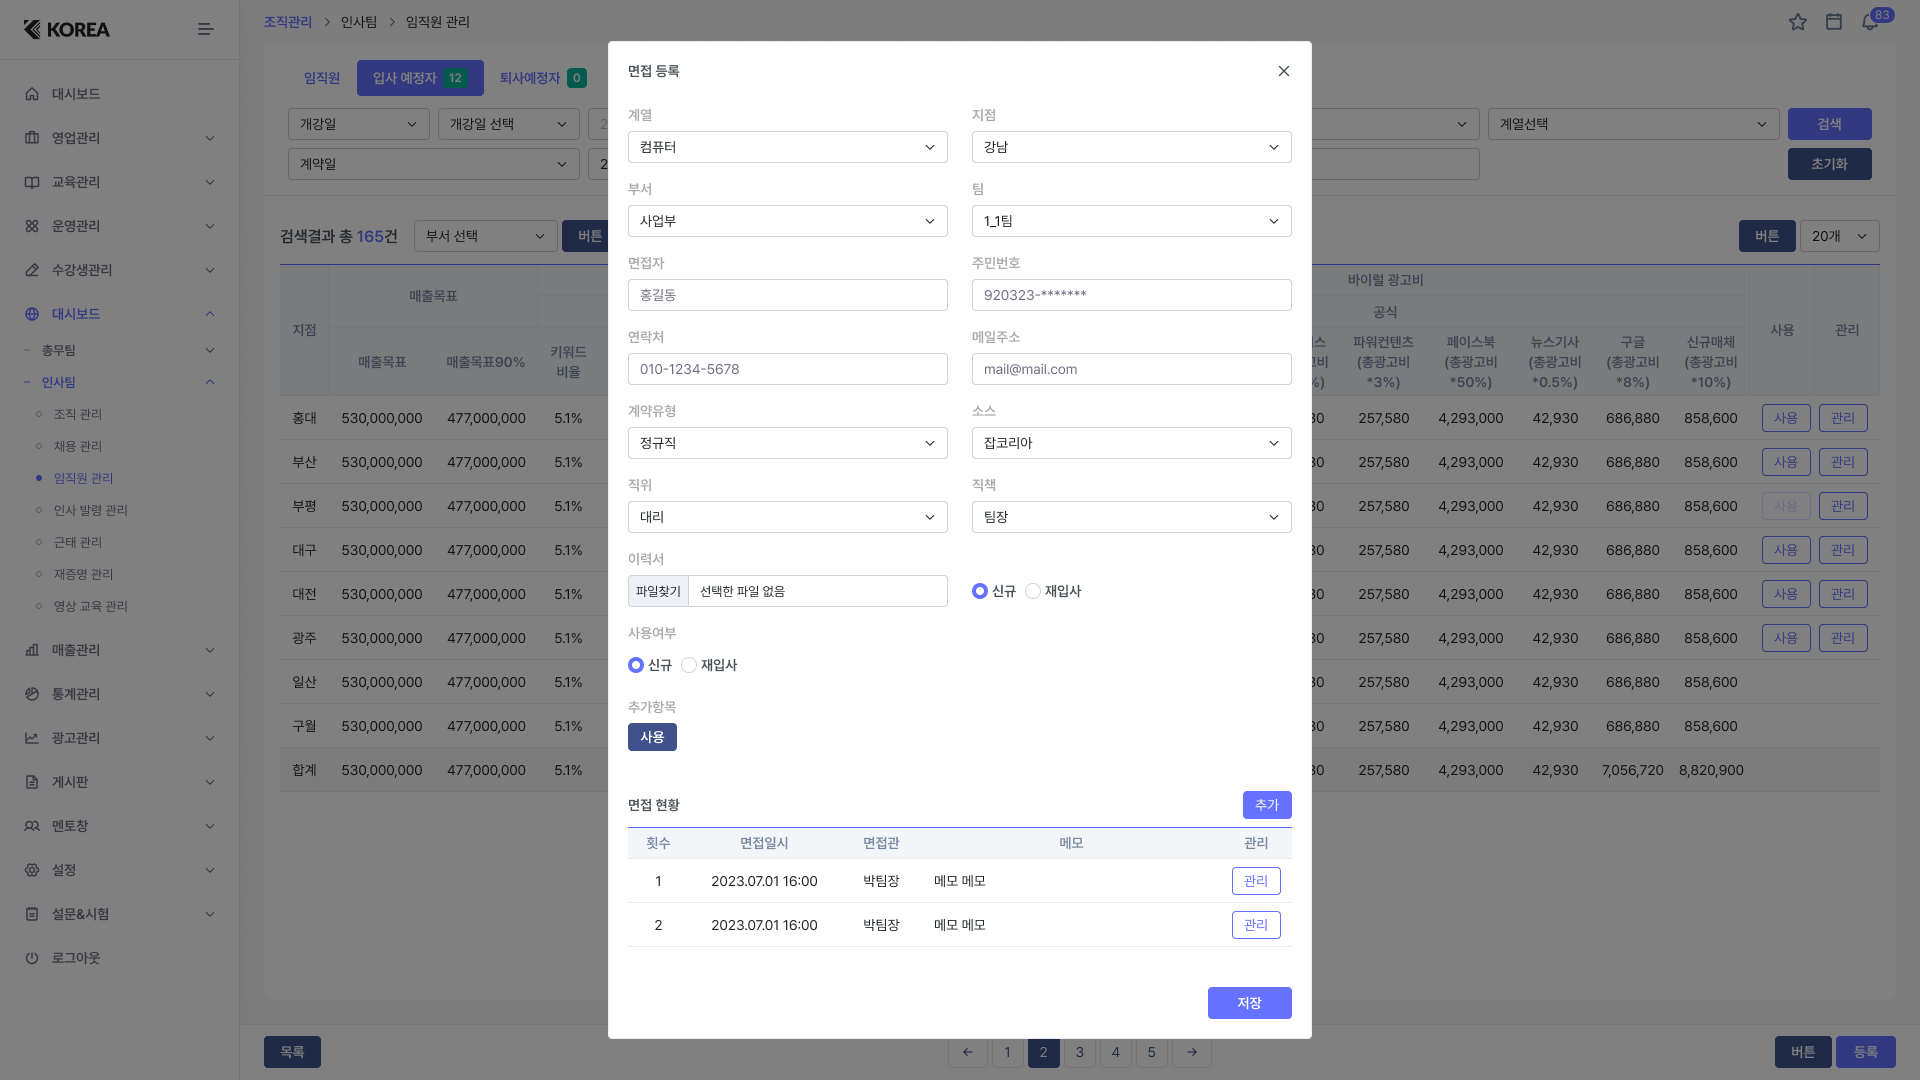 KOREA
조직관리 > 인사팀 > 임직원 관리
83
대시보드
영업관리
교육관리
운영관리
수강생관리
대시보드
총무팀
인사팀
조직 관리
채용 관리
임직원 관리
인사 발령 관리
근태 관리
재증명 관리
영상 교육 관리
매출관리
통계관리
광고관리
게시판
멘토창
설정
설문&시험
로그아웃
임직원 입사 예정자 12 퇴사예정자 0
개강일 개강일 선택 2 계열선택 검색
계약일 2 초기화
검색결과 총 165건 부서 선택 버튼 버튼 20개
매출목표 바이럴 광고비
공식
지점 사용 관리
매출목표 매출목표90% 키워드 비율
파워컨텐츠 (총광고비 *3%) 페이스북 (총광고비 *50%) 뉴스기사 (총광고비 *0.5%) 구글 (총광고비 *8%) 신규매체 (총광고비 *10%)
홍대 530,000,000 477,000,000 5.1% 257,580 4,293,000 42,930 686,880 858,600 사용 관리
부산 530,000,000 477,000,000 5.1% 257,580 4,293,000 42,930 686,880 858,600 사용 관리
부평 530,000,000 477,000,000 5.1% 257,580 4,293,000 42,930 686,880 858,600 사용 관리
대구 530,000,000 477,000,000 5.1% 257,580 4,293,000 42,930 686,880 858,600 사용 관리
대전 530,000,000 477,000,000 5.1% 257,580 4,293,000 42,930 686,880 858,600 사용 관리
광주 530,000,000 477,000,000 5.1% 257,580 4,293,000 42,930 686,880 858,600 사용 관리
일산 530,000,000 477,000,000 5.1% 257,580 4,293,000 42,930 686,880 858,600
구월 530,000,000 477,000,000 5.1% 257,580 4,293,000 42,930 686,880 858,600
합계 530,000,000 477,000,000 5.1% 257,580 4,293,000 42,930 7,056,720 8,820,900
목록 ← 1 2 3 4 5 → 버튼 등록
면접 등록
계열 지점
컴퓨터 강남
부서 팀
사업부 1_1팀
면접자 주민번호
홍길동 920323-*******
연락처 메일주소
010-1234-5678 mail@mail.com
계약유형 소스
정규직 잡코리아
직위 직책
대리 팀장
이력서
파일찾기 선택한 파일 없음 신규 재입사
사용여부
신규 재입사
추가항목
사용
면접 현황 추가
횟수 면접일시 면접관 메모 관리
1 2023.07.01 16:00 박팀장 메모 메모 관리
2 2023.07.01 16:00 박팀장 메모 메모 관리
저장